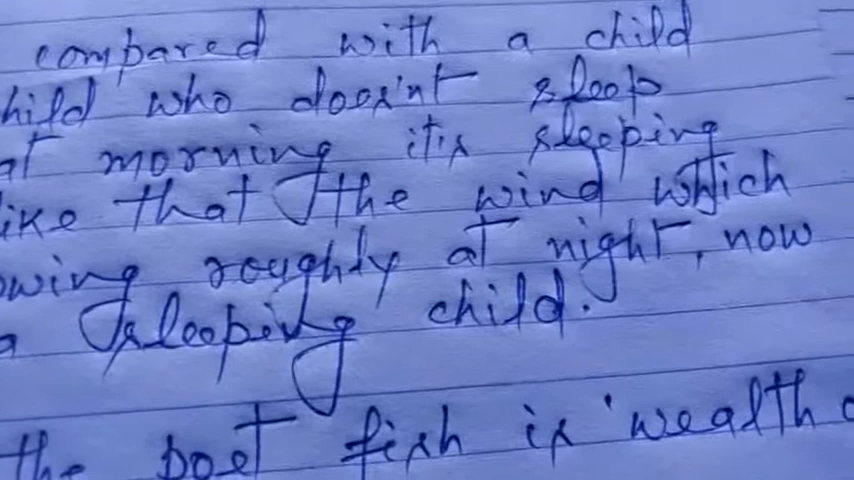 compared with a child
hild who doesn't sleep
at morning it's sleeping
ike that the wind which
owing roughly at night, now
a sleeping child.
the poet fish is 'wealth o